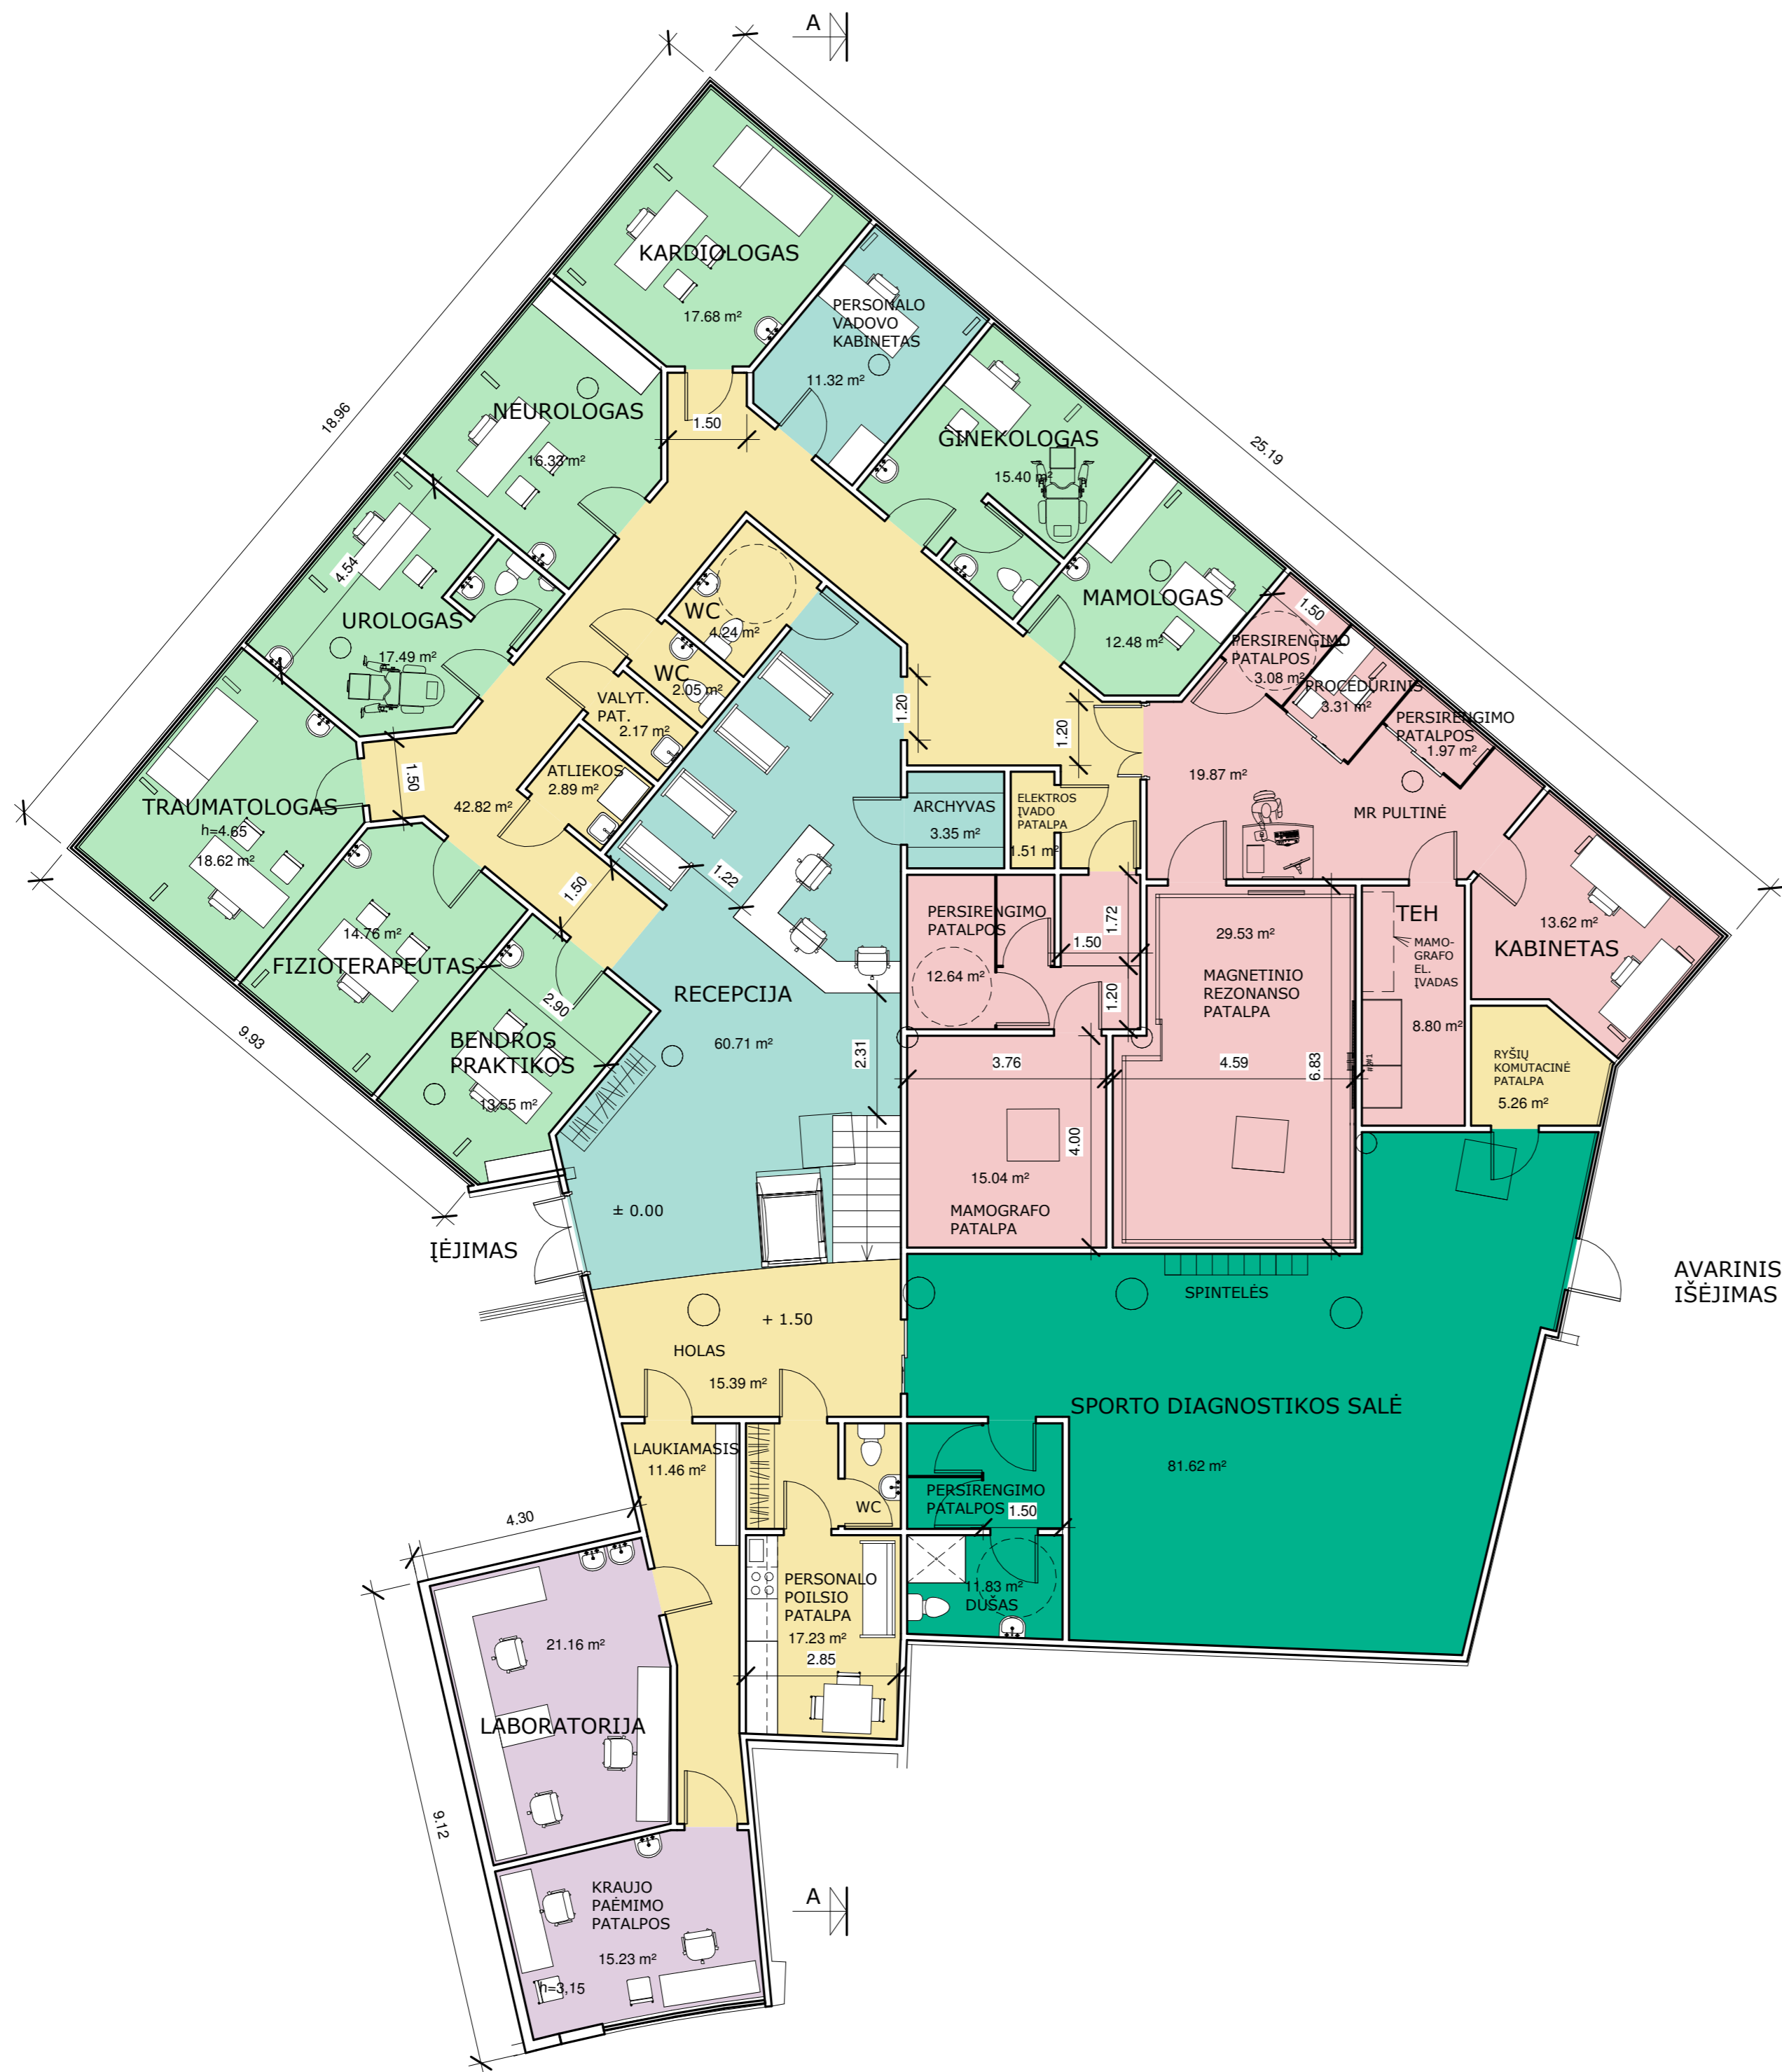 A
18.96
25.19
KARDIOLOGAS
17.68 m²
PERSONALO
VADOVO
KABINETAS
11.32 m²
NEUROLOGAS
16.33 m²
1.50
GINEKOLOGAS
15.40 m²
MAMOLOGAS
12.48 m²
4.54
UROLOGAS
17.49 m²
WC
4.24 m²
WC
2.05 m²
VALYT.
PAT.
2.17 m²
ATLIEKOS
2.89 m²
1.50
PERSIRENGIMO
PATALPOS
3.08 m²
PROCEDŪRINIS
3.31 m²
PERSIRENGIMO
PATALPOS
1.97 m²
1.20
1.20
19.87 m²
MR PULTINĖ
TRAUMATOLOGAS
h=4.65
18.62 m²
1.50
42.82 m²
ARCHYVAS
3.35 m²
ELEKTROS
ĮVADO
PATALPA
1.51 m²
1.50
1.22
14.76 m²
FIZIOTERAPEUTAS
2.90
RECEPCIJA
60.71 m²
2.31
PERSIRENGIMO
PATALPOS
12.64 m²
1.72
1.50
1.20
29.53 m²
MAGNETINIO
REZONANSO
PATALPA
TEH
MAMO-
GRAFO
EL.
ĮVADAS
8.80 m²
13.62 m²
KABINETAS
9.93
BENDROS
PRAKTIKOS
13.55 m²
3.76
4.59
6.83
4.00
RYŠIŲ
KOMUTACINĖ
PATALPA
5.26 m²
15.04 m²
MAMOGRAFO
PATALPA
± 0.00
ĮĖJIMAS
AVARINIS
IŠĖJIMAS
SPINTELĖS
+ 1.50
HOLAS
15.39 m²
SPORTO DIAGNOSTIKOS SALĖ
81.62 m²
LAUKIAMASIS
11.46 m²
WC
PERSIRENGIMO
PATALPOS
1.50
4.30
PERSONALO
POILSIO
PATALPA
17.23 m²
2.85
11.83 m²
DUŠAS
21.16 m²
LABORATORIJA
9.12
KRAUJO
PAĖMIMO
PATALPOS
15.23 m²
h=3,15
A